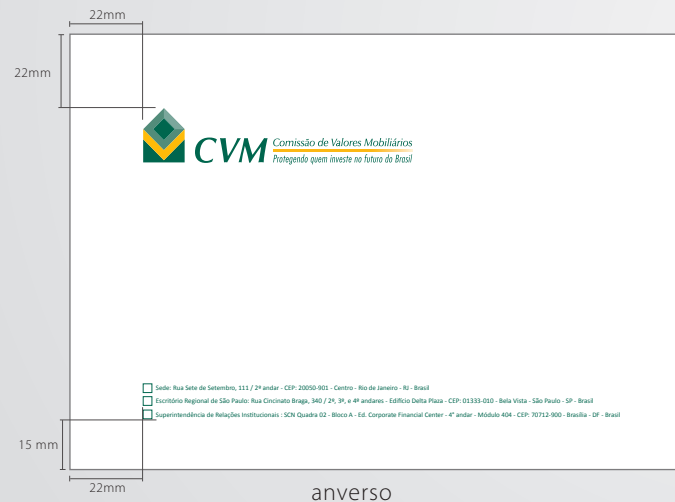 22mm
22mm
CVM Comissão de Valores Mobiliários
Protegendo quem investe no futuro do Brasil
Sede: Rua Sete de Setembro, 111 / 2º andar - CEP: 20050-901 - Centro - Rio de Janeiro - RJ - Brasil
Escritório Regional de São Paulo: Rua Cincinato Braga, 340 / 2º, 3º, e 4º andares - Edifício Delta Plaza - CEP: 01333-010 - Bela Vista - São Paulo - SP - Brasil
Superintendência de Relações Institucionais : SCN Quadra 02 - Bloco A - Ed. Corporate Financial Center - 4° andar - Módulo 404 - CEP: 70712-900 - Brasília - DF - Brasil
15 mm
22mm
anverso